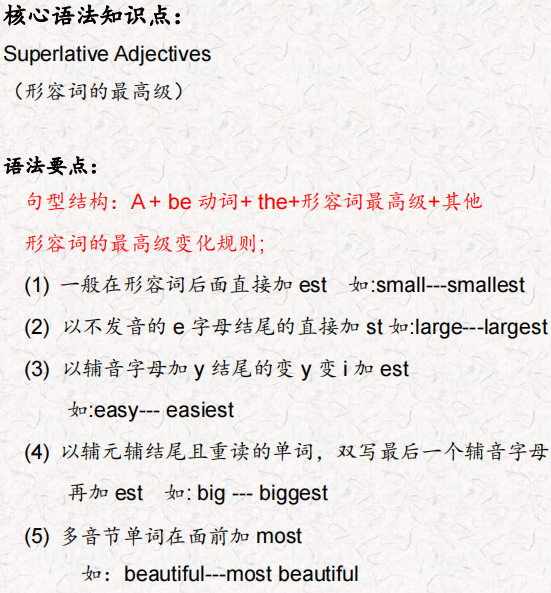 核心语法知识点：
Superlative Adjectives
（形容词的最高级）
语法要点：
句型结构：A + be 动词+ the+形容词最高级+其他
形容词的最高级变化规则;
(1) 一般在形容词后面直接加 est 如:small---smallest
(2) 以不发音的 e 字母结尾的直接加 st 如:large---largest
(3) 以辅音字母加 y 结尾的变 y 变 i 加 est
如:easy--- easiest
(4) 以辅元辅结尾且重读的单词，双写最后一个辅音字母
再加 est 如: big --- biggest
(5) 多音节单词在面前加 most
如：beautiful---most beautiful